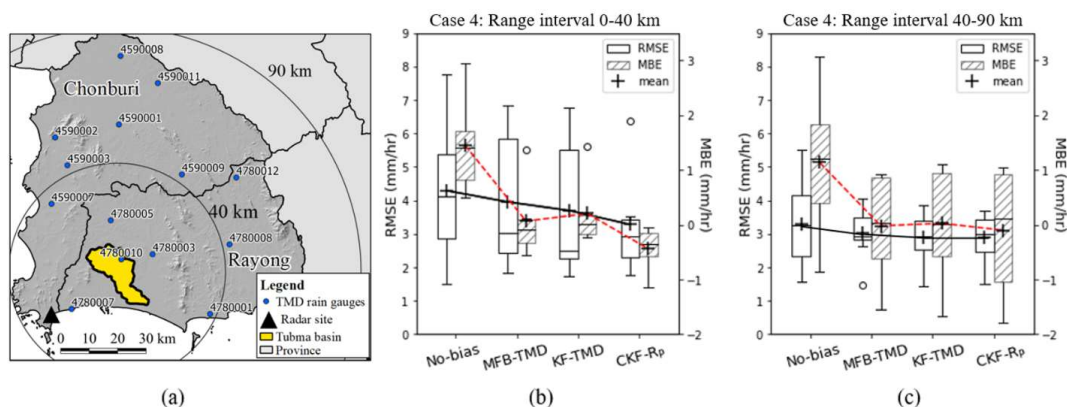 4590008
4590011
90 km
Chonburi
4590001
4590002
4590003
4590009
4780012
4590007
40 km
4780005
4780008
4780010
4780003
Rayong
4780007
4780001
Legend
TMD rain gauges
Radar site
Tubma basin
Province
0 10 20 30 km
(a)
Case 4: Range interval 0-40 km
RMSE
MBE
mean
RMSE (mm/hr)
9
8
7
6
5
4
3
2
1
0
MBE (mm/hr)
3
2
1
0
−1
−2
No-bias
MFB-TMD
KF-TMD
CKF-Rp
(b)
Case 4: Range interval 40-90 km
RMSE
MBE
mean
RMSE (mm/hr)
9
8
7
6
5
4
3
2
1
0
MBE (mm/hr)
3
2
1
0
−1
−2
No-bias
MFB-TMD
KF-TMD
CKF-Rp
(c)